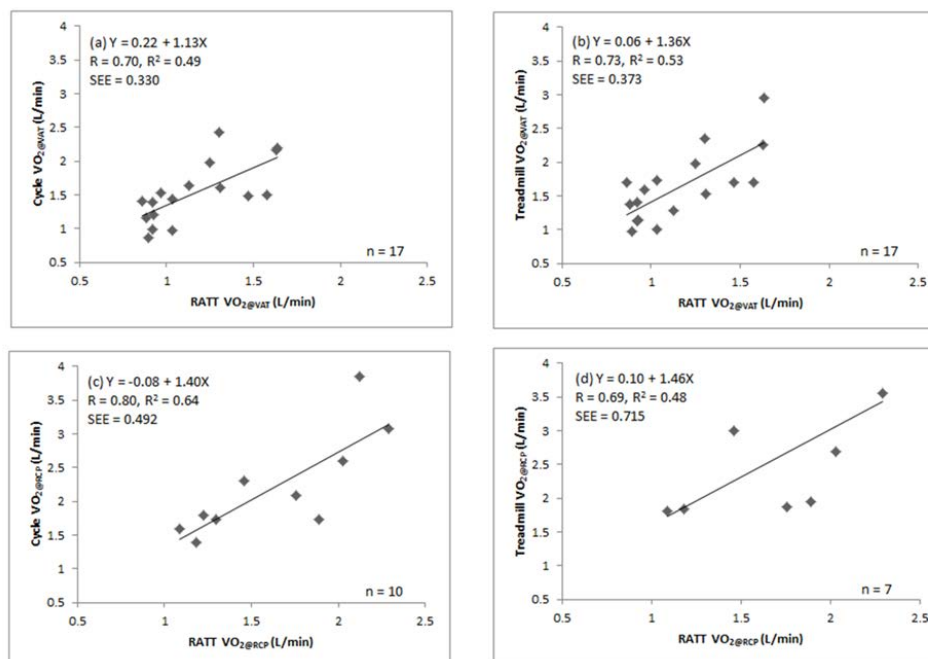 (a) Y = 0.22 + 1.13X
R = 0.70, R² = 0.49
SEE = 0.330
Cycle VO₂@VAT (L/min)
4
3.5
3
2.5
2
1.5
1
0.5
n = 17
0.5 1 1.5 2 2.5
RATT VO₂@VAT (L/min)
(b) Y = 0.06 + 1.36X
R = 0.73, R² = 0.53
SEE = 0.373
Treadmill VO₂@VAT (L/min)
4
3.5
3
2.5
2
1.5
1
0.5
n = 17
0.5 1 1.5 2 2.5
RATT VO₂@VAT (L/min)
(c) Y = -0.08 + 1.40X
R = 0.80, R² = 0.64
SEE = 0.492
Cycle VO₂@RCP (L/min)
4
3.5
3
2.5
2
1.5
1
0.5
n = 10
0.5 1 1.5 2 2.5
RATT VO₂@RCP (L/min)
(d) Y = 0.10 + 1.46X
R = 0.69, R² = 0.48
SEE = 0.715
Treadmill VO₂@RCP (L/min)
4
3.5
3
2.5
2
1.5
1
0.5
n = 7
0.5 1 1.5 2 2.5
RATT VO₂@RCP (L/min)